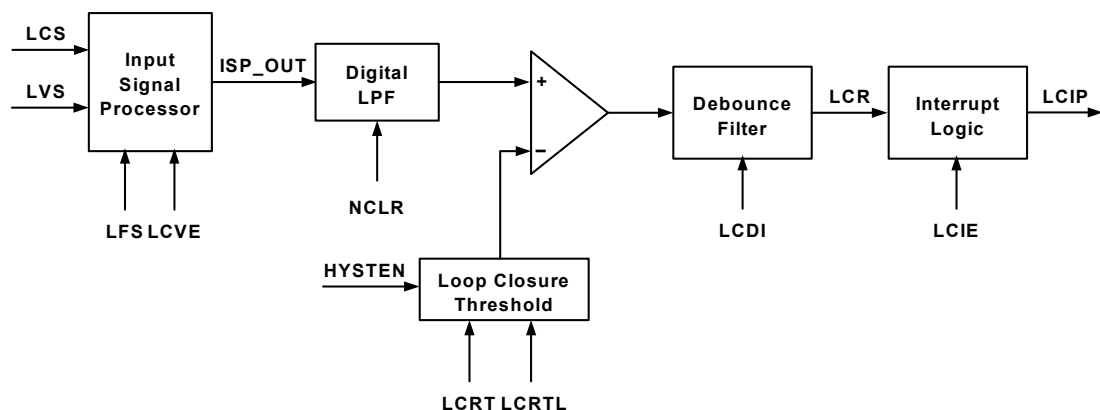 LCS
LVS
Input
Signal
Processor
LFS LCVE
ISP_OUT
Digital
LPF
NCLR
+
−
HYSTEN
Loop Closure
Threshold
LCRT LCRTL
Debounce
Filter
LCDI
LCR
Interrupt
Logic
LCIE
LCIP